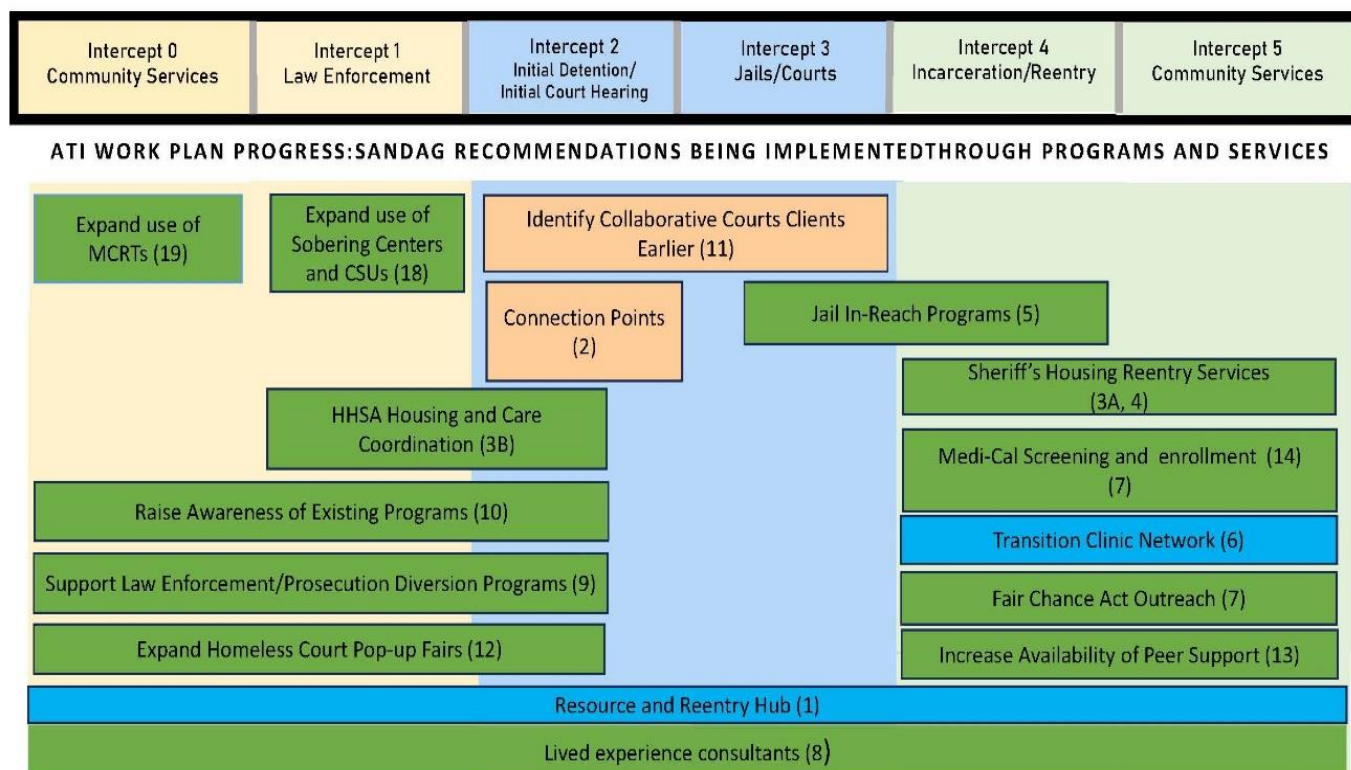 Intercept 0
Community Services
Intercept 1
Law Enforcement
Intercept 2
Initial Detention/
Initial Court Hearing
Intercept 3
Jails/Courts
Intercept 4
Incarceration/Reentry
Intercept 5
Community Services
ATI WORK PLAN PROGRESS:SANDAG RECOMMENDATIONS BEING IMPLEMENTEDTHROUGH PROGRAMS AND SERVICES
Expand use of
MCRTs (19)
Expand use of
Sobering Centers
and CSUs (18)
Identify Collaborative Courts Clients
Earlier (11)
Connection Points
(2)
Jail In-Reach Programs (5)
Sheriff's Housing Reentry Services
(3A, 4)
HHSA Housing and Care
Coordination (3B)
Medi-Cal Screening and enrollment (14)
(7)
Raise Awareness of Existing Programs (10)
Transition Clinic Network (6)
Support Law Enforcement/Prosecution Diversion Programs (9)
Fair Chance Act Outreach (7)
Expand Homeless Court Pop-up Fairs (12)
Increase Availability of Peer Support (13)
Resource and Reentry Hub (1)
Lived experience consultants (8)